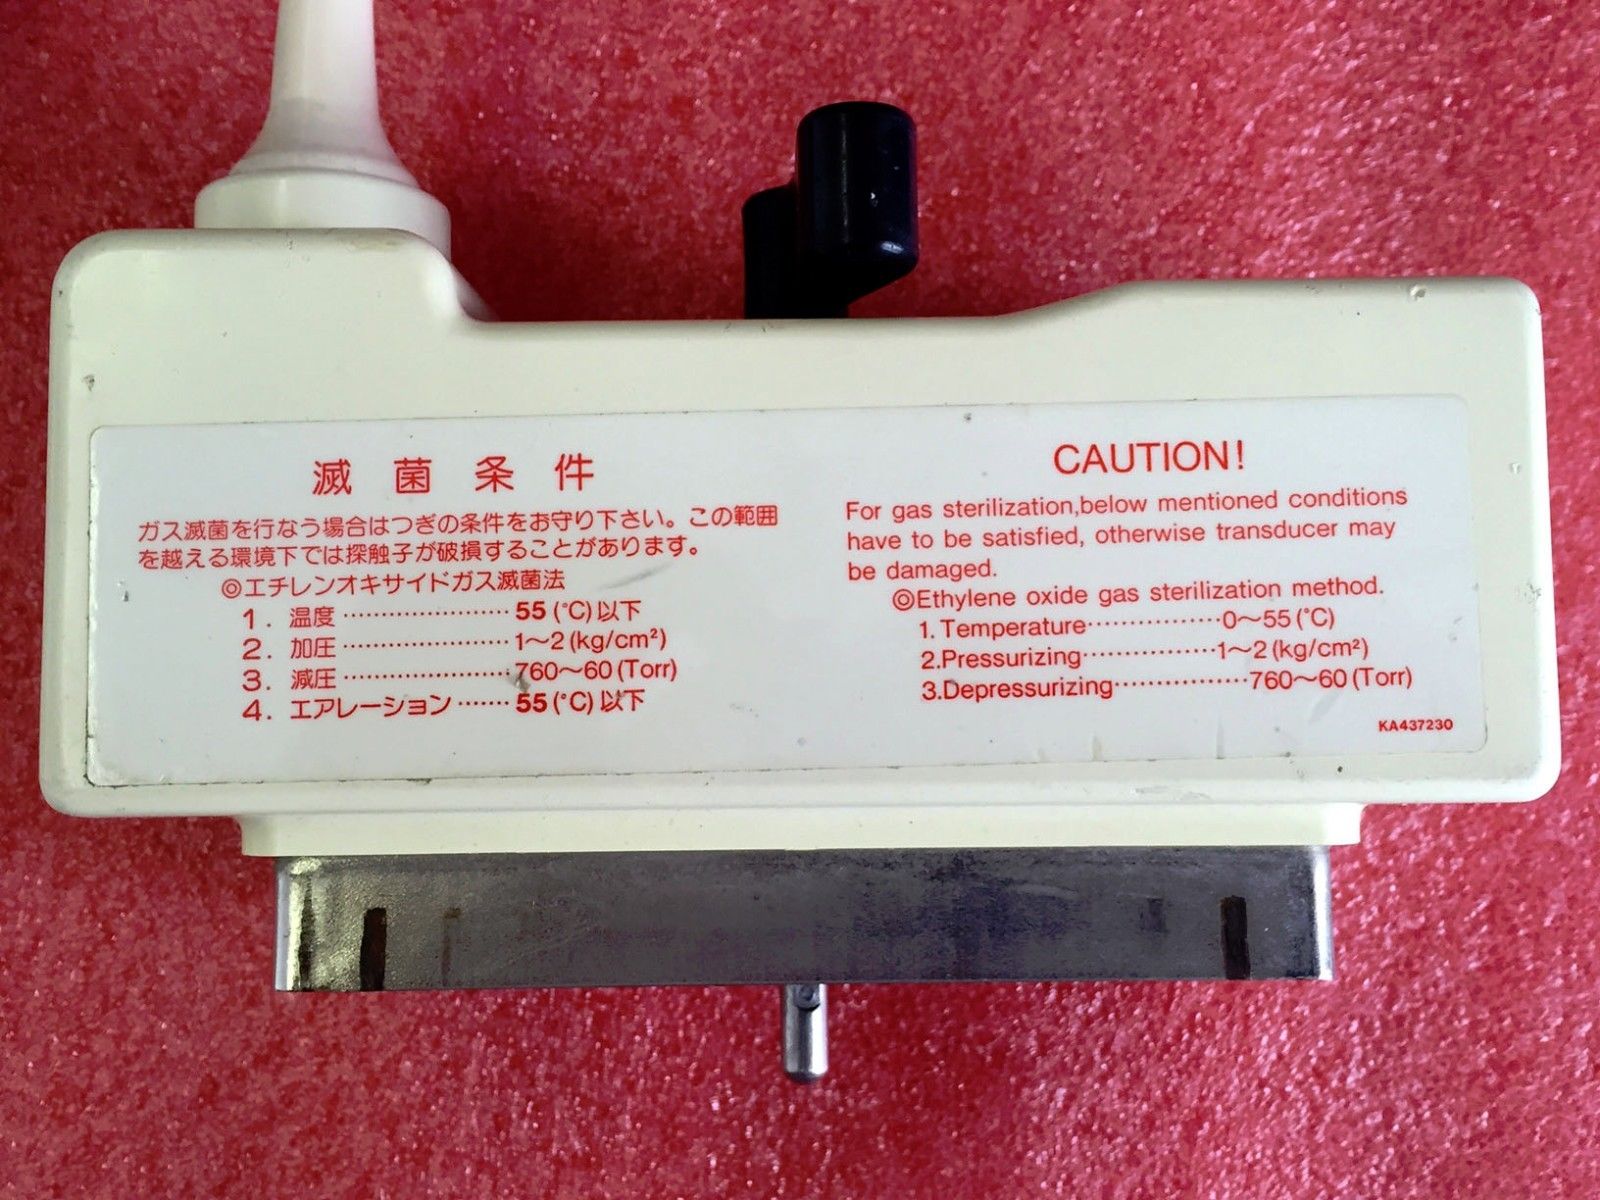 滅菌条件
ガス滅菌を行なう場合はつぎの条件をお守り下さい。この範囲
を越える環境下では探触子が破損することがあります。
◎エチレンオキサイドガス滅菌法
1. 温度 ‥‥‥‥‥‥‥‥ 55 (°C) 以下
2. 加圧 ‥‥‥‥‥‥‥‥ 1〜2 (kg/cm²)
3. 減圧 ‥‥‥‥‥‥‥‥ 760〜60 (Torr)
4. エアレーション ‥‥‥ 55 (°C) 以下
CAUTION!
For gas sterilization,below mentioned conditions
have to be satisfied, otherwise transducer may
be damaged.
◎Ethylene oxide gas sterilization method.
1. Temperature‥‥‥‥‥‥0〜55 (°C)
2.Pressurizing‥‥‥‥‥‥1〜2 (kg/cm²)
3.Depressurizing‥‥‥‥‥‥760〜60 (Torr)
KA437230